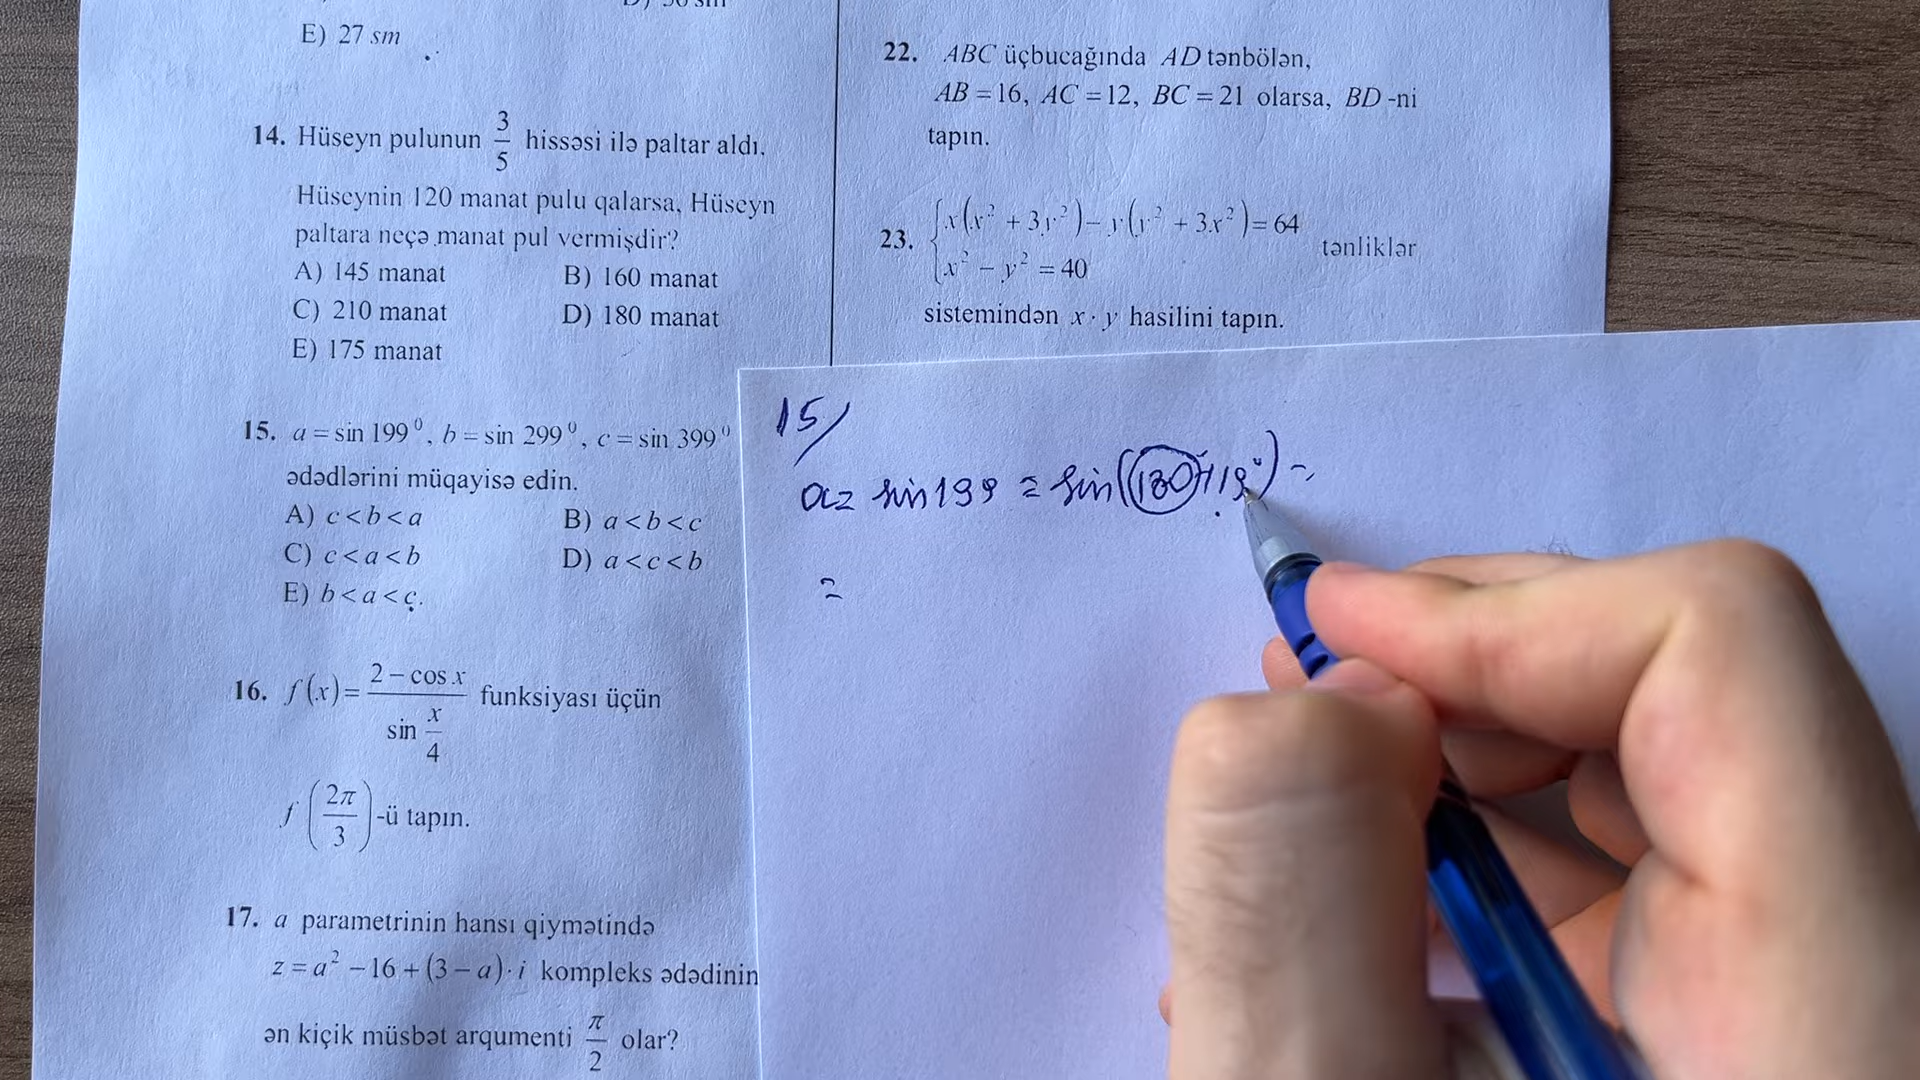 E) 27 sm
14. Hüseyn pulunun 3/5 hissəsi ilə paltar aldı.
Hüseynin 120 manat pulu qalarsa, Hüseyn
paltara neçə manat pul vermişdir?
A) 145 manat B) 160 manat
C) 210 manat D) 180 manat
E) 175 manat
15. a = sin 199⁰, b = sin 299⁰, c = sin 399⁰
ədədlərini müqayisə edin.
A) c < b < a B) a < b < c
C) c < a < b D) a < c < b
E) b < a < c.
16. f(x) = (2 − cos x)/(sin x/4) funksiyası üçün
f(2π/3)-ü tapın.
17. a parametrinin hansı qiymətində
z = a² − 16 + (3 − a)·i kompleks ədədinin
ən kiçik müsbət arqumenti π/2 olar?
22. ABC üçbucağında AD tənbölən,
AB = 16, AC = 12, BC = 21 olarsa, BD -ni
tapın.
23. {x(x² + 3y²) − y(y² + 3x²) = 64
x² − y² = 40 tənliklər
sistemindən x · y hasilini tapın.
15/
a = sin 199 = sin(180°+19°) =
=